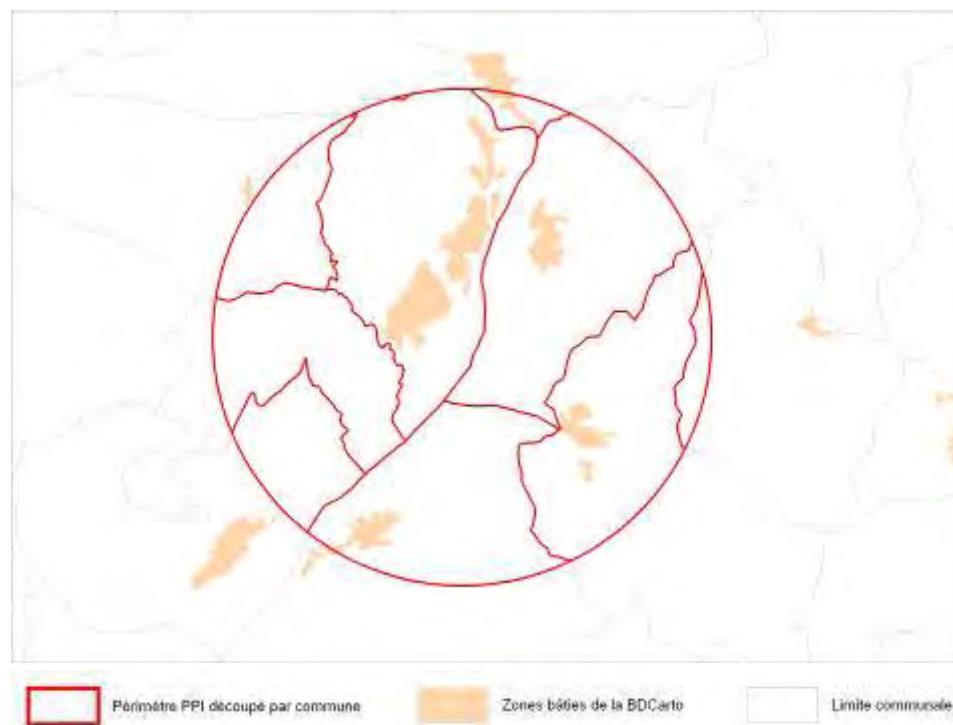 Périmètre PPI découpé par commune
Zones bâties de la BDCarto
Limite communale